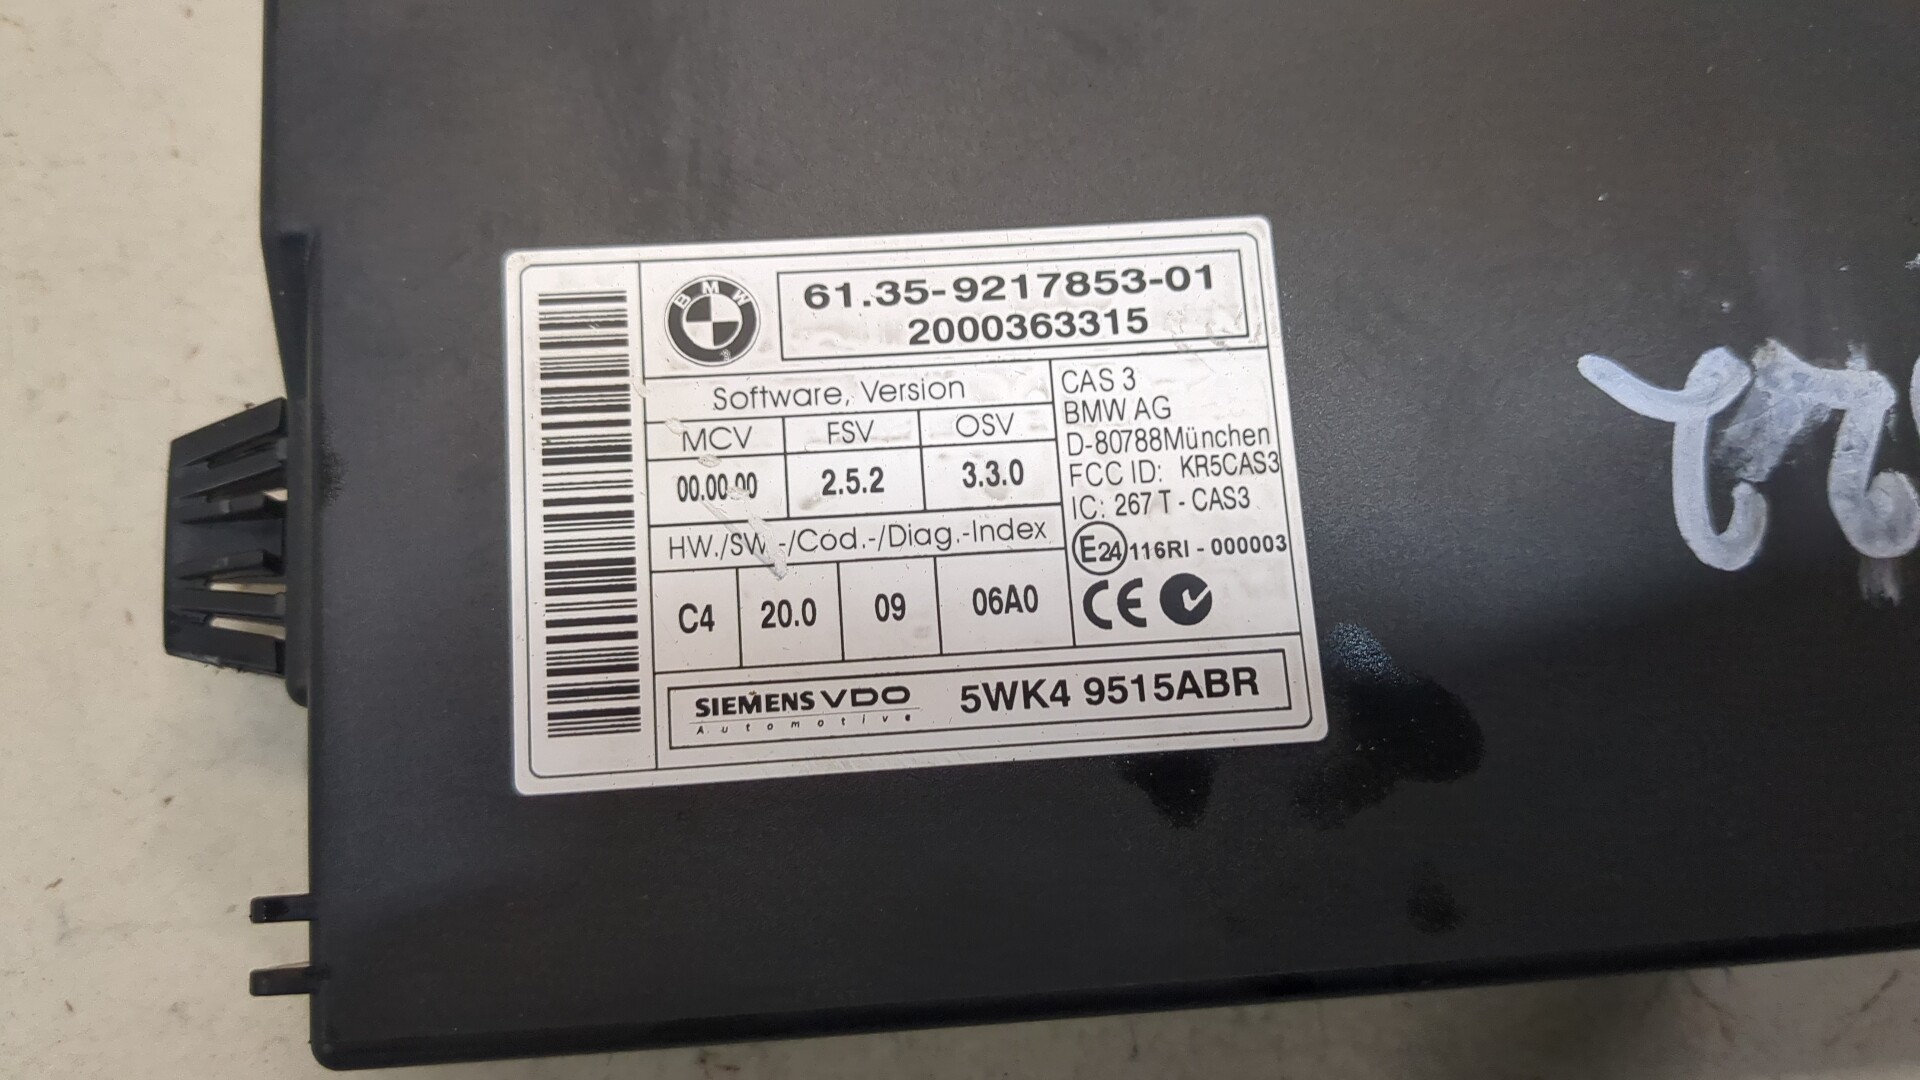 BMW
3
61.35-9217853-01
2000363315
Software, Version
MCV FSV OSV
00.00.00 2.5.2 3.3.0
HW./SW.-/Cod.-/Diag.-Index
C4 20.0 09 06A0
CAS 3
BMW AG
D-80788München
FCC ID: KR5CAS3
IC: 267 T - CAS3
E24 116RI - 000003
CE
SIEMENS VDO
Automotive
5WK4 9515ABR